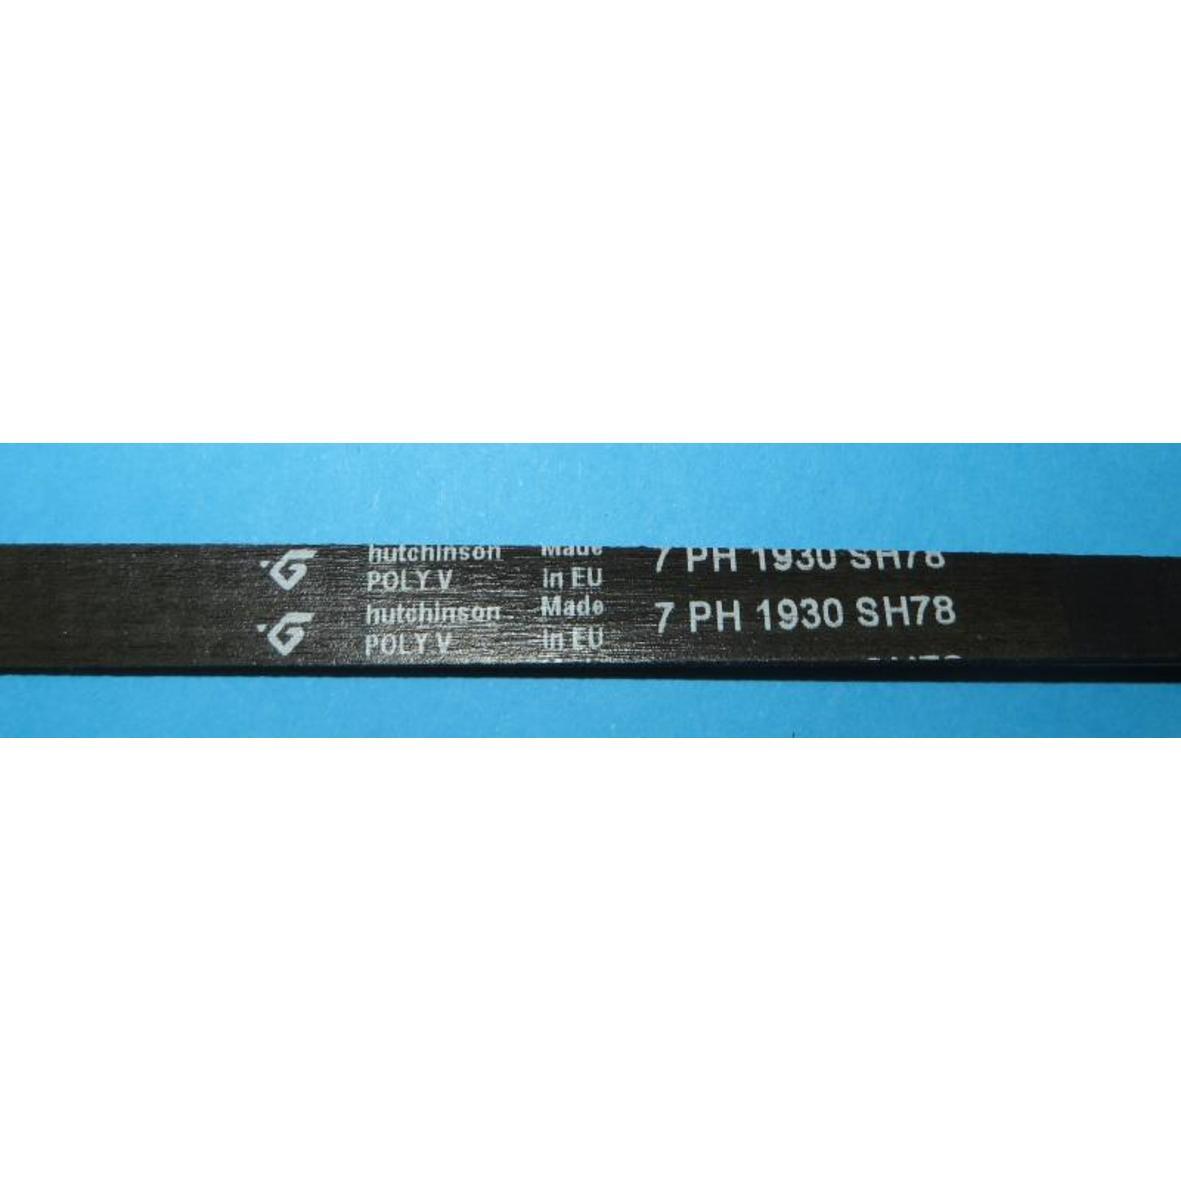 hutchinson Made 7 PH 1930 SH78
POLY V in EU
hutchinson Made 7 PH 1930 SH78
POLY V in EU